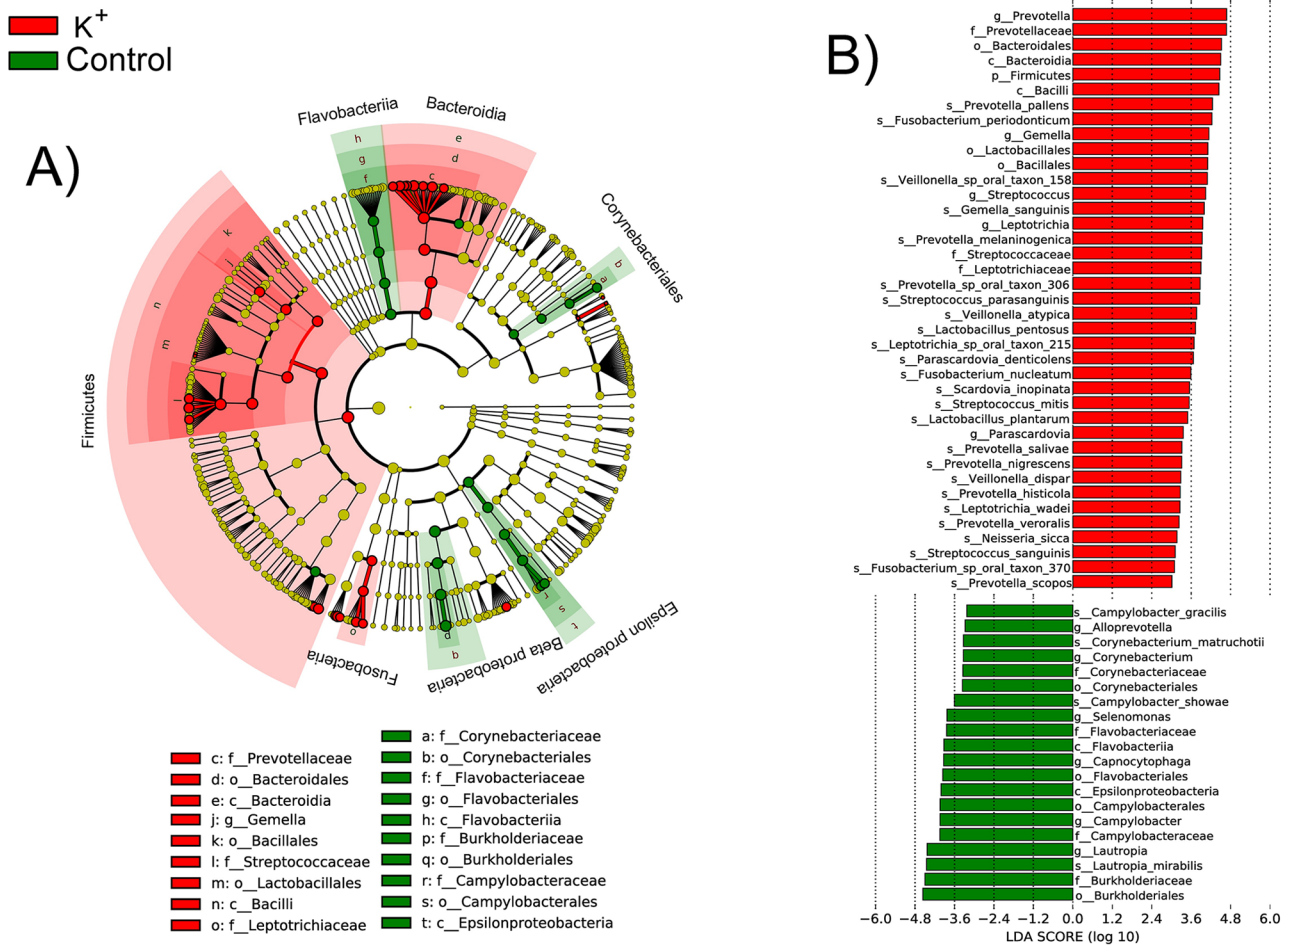 K+
Control
A)
Flavobacteriia
Bacteroidia
Corynebacteriales
Firmicutes
Fusobacteria
Beta proteobacteria
Epsilon proteobacteria
h
g
f
e
d
c
b
a
k
j
n
m
l
o
p
q
r
s
t
c: f__Prevotellaceae
d: o__Bacteroidales
e: c__Bacteroidia
j: g__Gemella
k: o__Bacillales
l: f__Streptococcaceae
m: o__Lactobacillales
n: c__Bacilli
o: f__Leptotrichiaceae
a: f__Corynebacteriaceae
b: o__Corynebacteriales
f: f__Flavobacteriaceae
g: o__Flavobacteriales
h: c__Flavobacteriia
p: f__Burkholderiaceae
q: o__Burkholderiales
r: f__Campylobacteraceae
s: o__Campylobacterales
t: c__Epsilonproteobacteria
B)
g__Prevotella
f__Prevotellaceae
o__Bacteroidales
c__Bacteroidia
p__Firmicutes
c__Bacilli
s__Prevotella_pallens
s__Fusobacterium_periodonticum
g__Gemella
o__Lactobacillales
o__Bacillales
s__Veillonella_sp_oral_taxon_158
g__Streptococcus
s__Gemella_sanguinis
g__Leptotrichia
s__Prevotella_melaninogenica
f__Streptococcaceae
f__Leptotrichiaceae
s__Prevotella_sp_oral_taxon_306
s__Streptococcus_parasanguinis
s__Veillonella_atypica
s__Lactobacillus_pentosus
s__Leptotrichia_sp_oral_taxon_215
s__Parascardovia_denticolens
s__Fusobacterium_nucleatum
s__Scardovia_inopinata
s__Streptococcus_mitis
s__Lactobacillus_plantarum
g__Parascardovia
s__Prevotella_salivae
s__Prevotella_nigrescens
s__Veillonella_dispar
s__Prevotella_histicola
s__Leptotrichia_wadei
s__Prevotella_veroralis
s__Neisseria_sicca
s__Streptococcus_sanguinis
s__Fusobacterium_sp_oral_taxon_370
s__Prevotella_scopos
s__Campylobacter_gracilis
g__Alloprevotella
s__Corynebacterium_matruchotii
g__Corynebacterium
f__Corynebacteriaceae
o__Corynebacteriales
s__Campylobacter_showae
g__Selenomonas
f__Flavobacteriaceae
c__Flavobacteriia
g__Capnocytophaga
o__Flavobacteriales
c__Epsilonproteobacteria
o__Campylobacterales
g__Campylobacter
f__Campylobacteraceae
g__Lautropia
s__Lautropia_mirabilis
f__Burkholderiaceae
o__Burkholderiales
−6.0 −4.8 −3.6 −2.4 −1.2 0.0 1.2 2.4 3.6 4.8 6.0
LDA SCORE (log 10)